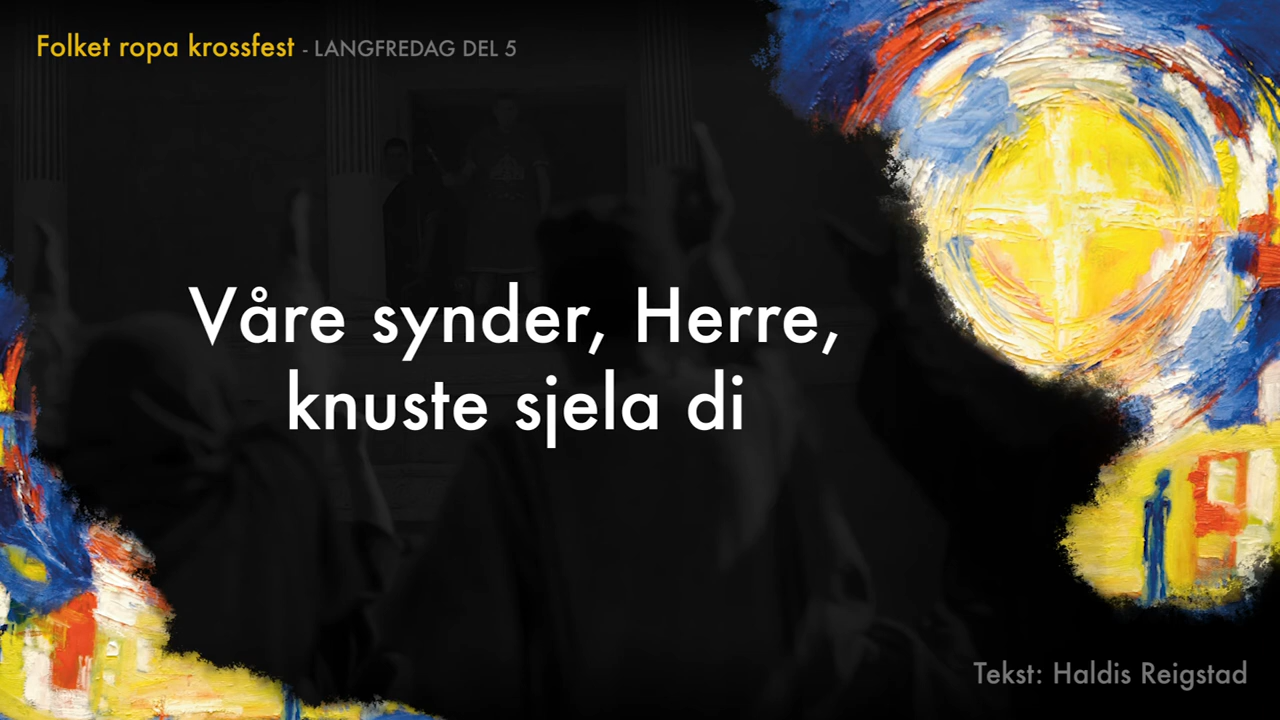 Folket ropa krossfest - LANGFREDAG DEL 5
Våre synder, Herre,
knuste sjela di
Tekst: Haldis Reigstad